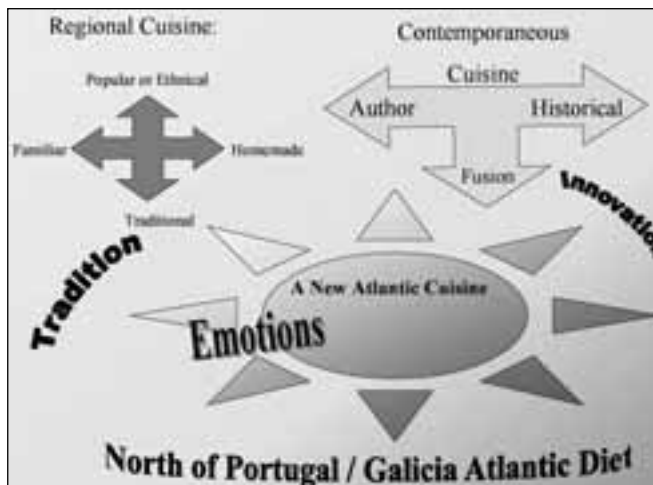 Regional Cuisine:
Popular or Ethnical
Familiar
Homemade
Traditional
Contemporaneous
Cuisine
Author
Historical
Fusion
Tradition
Innovation
A New Atlantic Cuisine
Emotions
North of Portugal / Galicia Atlantic Diet